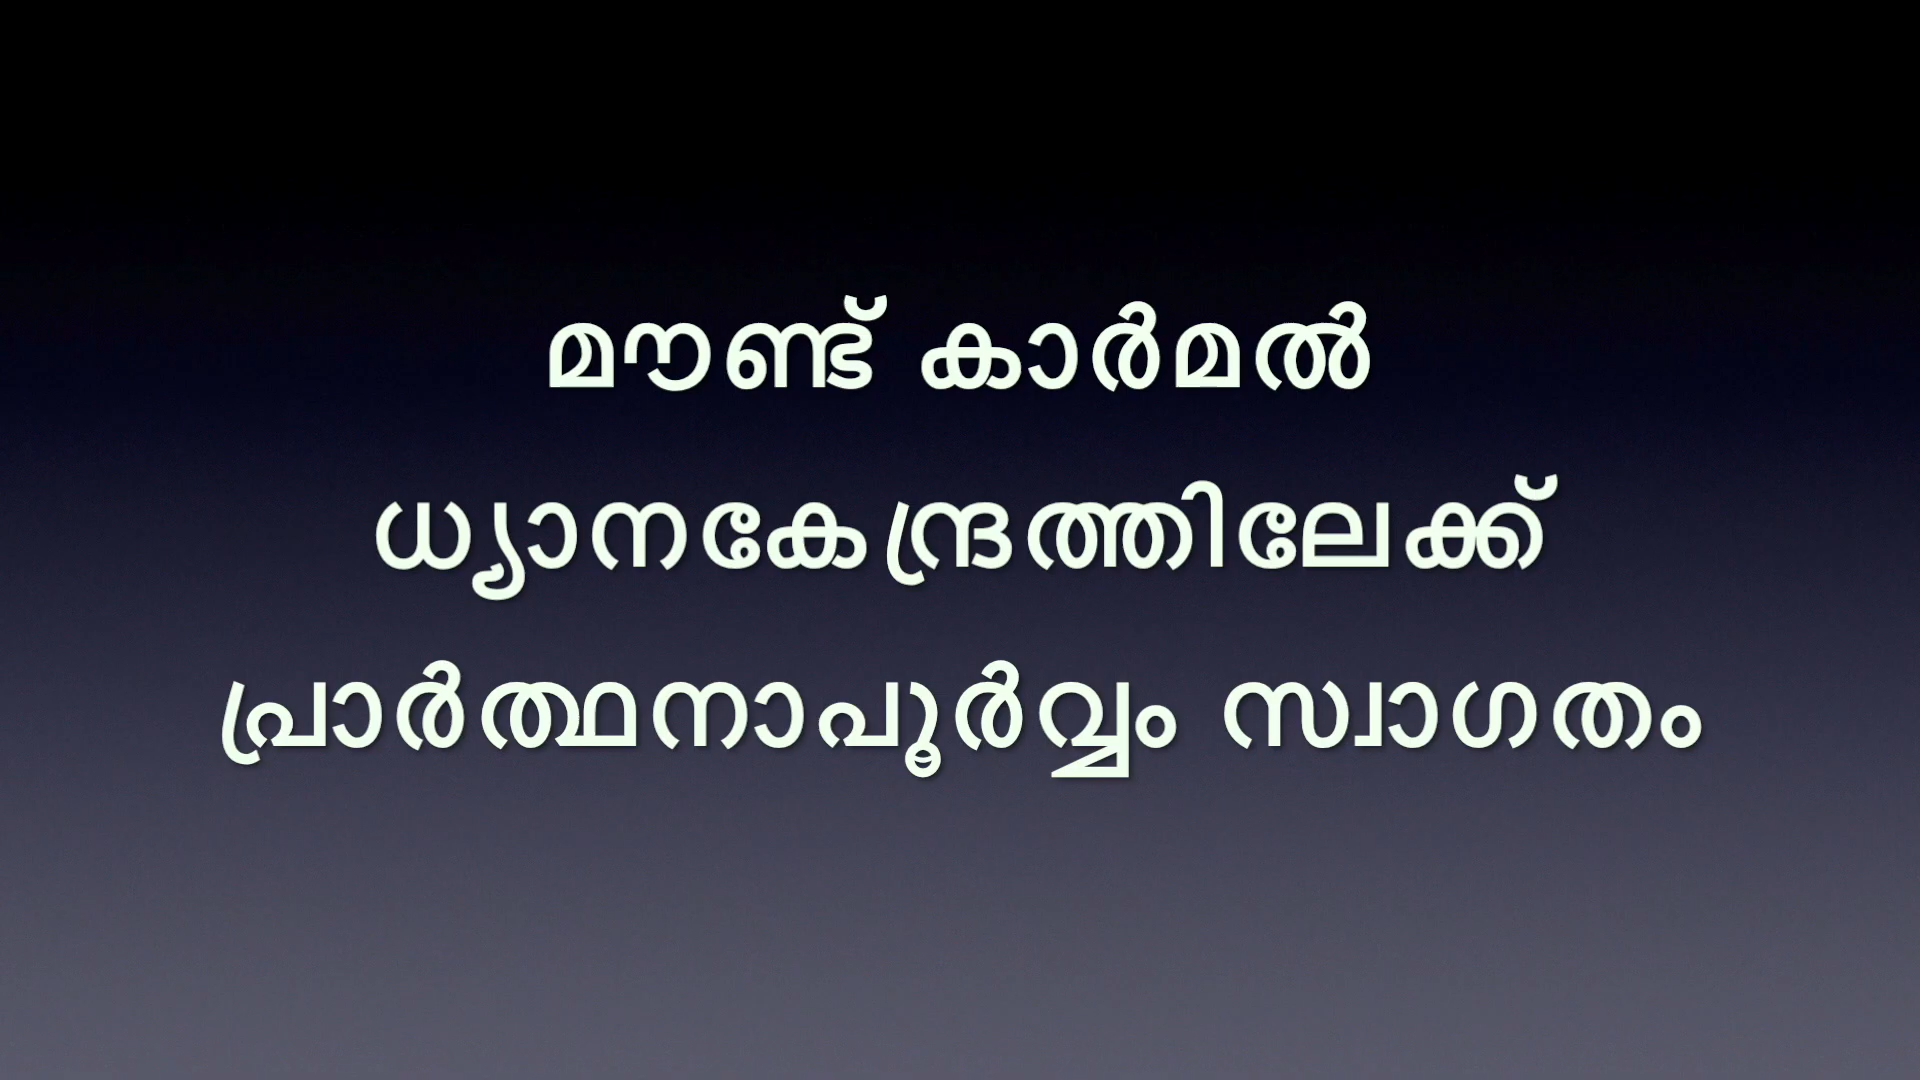 മൗണ്ട് കാർമൽ
ധ്യാനകേന്ദ്രത്തിലേക്ക്
പ്രാർത്ഥനാപൂർവ്വം സ്വാഗതം